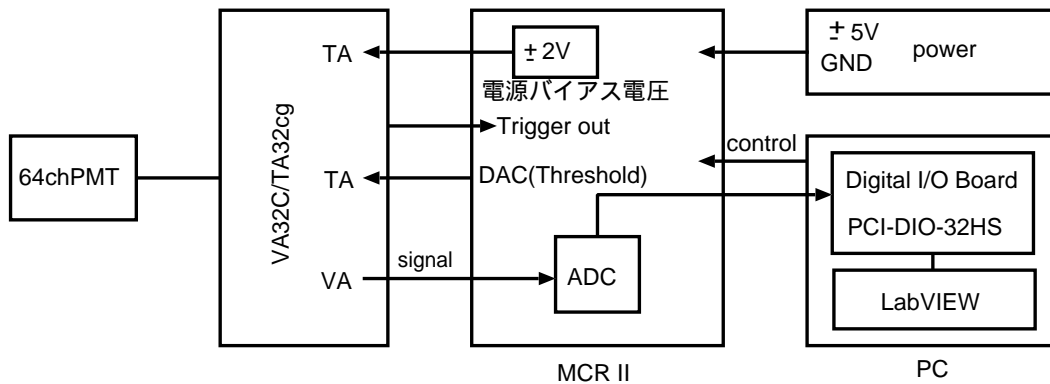 64chPMT
VA32C/TA32cg
TA
TA
VA
signal
± 2V
電源バイアス電圧
Trigger out
DAC(Threshold)
ADC
MCR II
± 5V
GND
power
control
Digital I/O Board
PCI-DIO-32HS
LabVIEW
PC